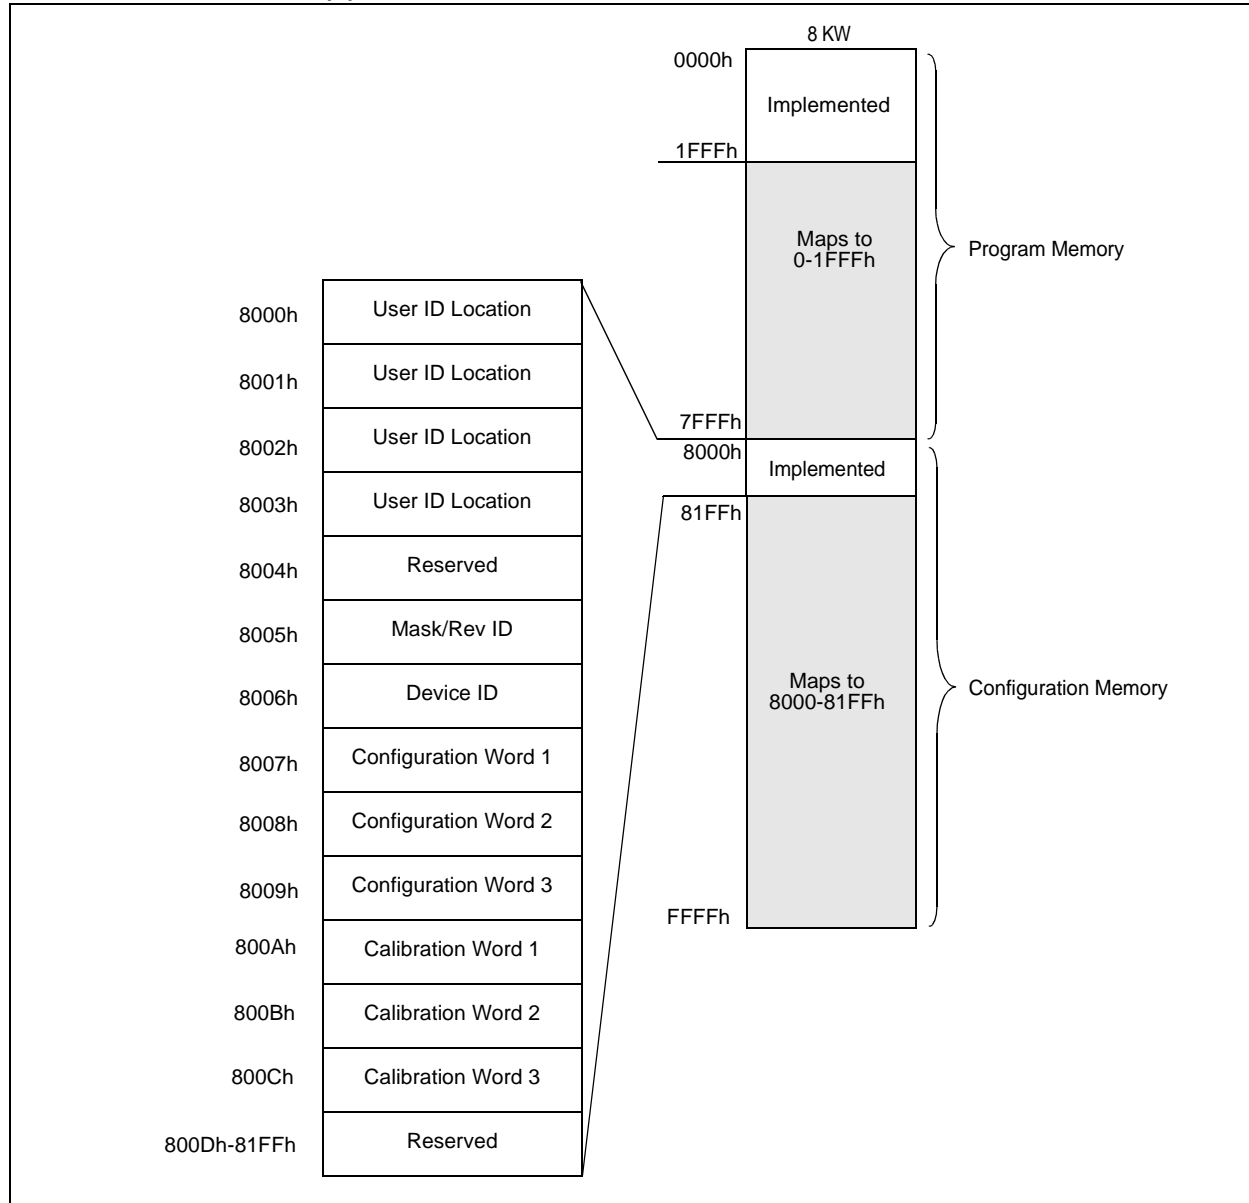 8 KW
0000h
Implemented
1FFFh
Maps to
0-1FFFh
Program Memory
7FFFh
8000h
Implemented
81FFh
Maps to
8000-81FFh
Configuration Memory
FFFFh
8000h User ID Location
8001h User ID Location
8002h User ID Location
8003h User ID Location
8004h Reserved
8005h Mask/Rev ID
8006h Device ID
8007h Configuration Word 1
8008h Configuration Word 2
8009h Configuration Word 3
800Ah Calibration Word 1
800Bh Calibration Word 2
800Ch Calibration Word 3
800Dh-81FFh Reserved